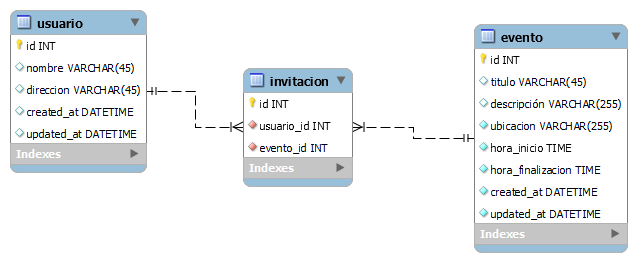 usuario
id INT
nombre VARCHAR(45)
direccion VARCHAR(45)
created_at DATETIME
updated_at DATETIME
Indexes
invitacion
id INT
usuario_id INT
evento_id INT
Indexes
evento
id INT
titulo VARCHAR(45)
descripción VARCHAR(255)
ubicacion VARCHAR(255)
hora_inicio TIME
hora_finalizacion TIME
created_at DATETIME
updated_at DATETIME
Indexes